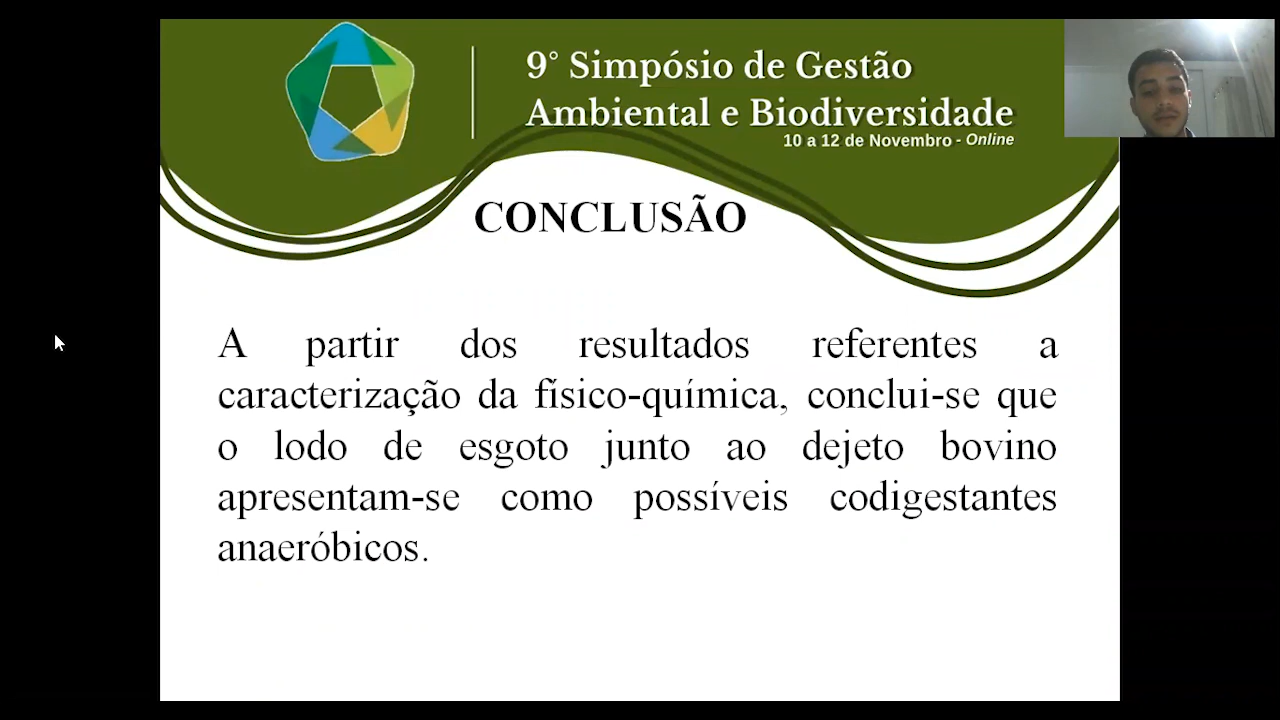 9° Simpósio de Gestão
Ambiental e Biodiversidade
10 a 12 de Novembro - Online
CONCLUSÃO
A partir dos resultados referentes a
caracterização da físico-química, conclui-se que
o lodo de esgoto junto ao dejeto bovino
apresentam-se como possíveis codigestantes
anaeróbicos.